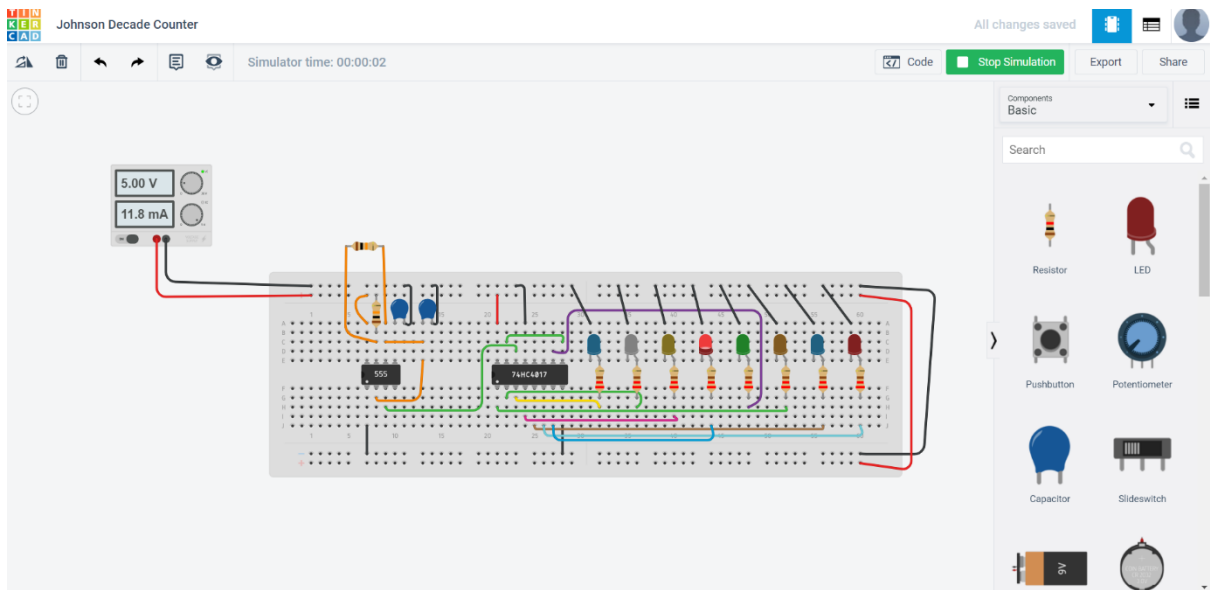 TIN
KER
CAD
Johnson Decade Counter
All changes saved
Simulator time: 00:00:02
Code
Stop Simulation
Export
Share
Components
Basic
Search
5.00 V
11.8 mA
555
74HC4017
Resistor
LED
Pushbutton
Potentiometer
Capacitor
Slideswitch
9V